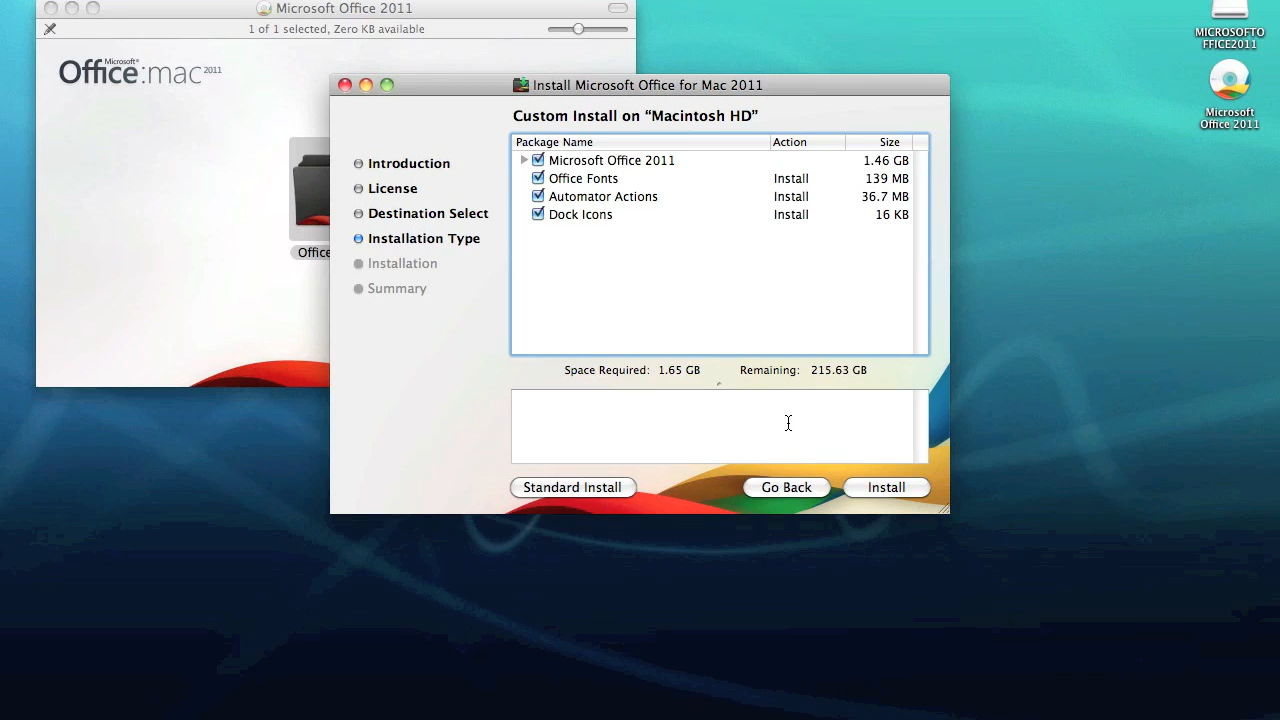 Microsoft Office 2011
1 of 1 selected, Zero KB available
Microsoft®
Office:mac 2011
Office
MICROSOFTO
FFICE2011
Microsoft
Office 2011
Install Microsoft Office for Mac 2011
Custom Install on “Macintosh HD”
Introduction
License
Destination Select
Installation Type
Installation
Summary
Package Name Action Size
Microsoft Office 2011 1.46 GB
Office Fonts Install 139 MB
Automator Actions Install 36.7 MB
Dock Icons Install 16 KB
Space Required: 1.65 GB Remaining: 215.63 GB
Standard Install Go Back Install